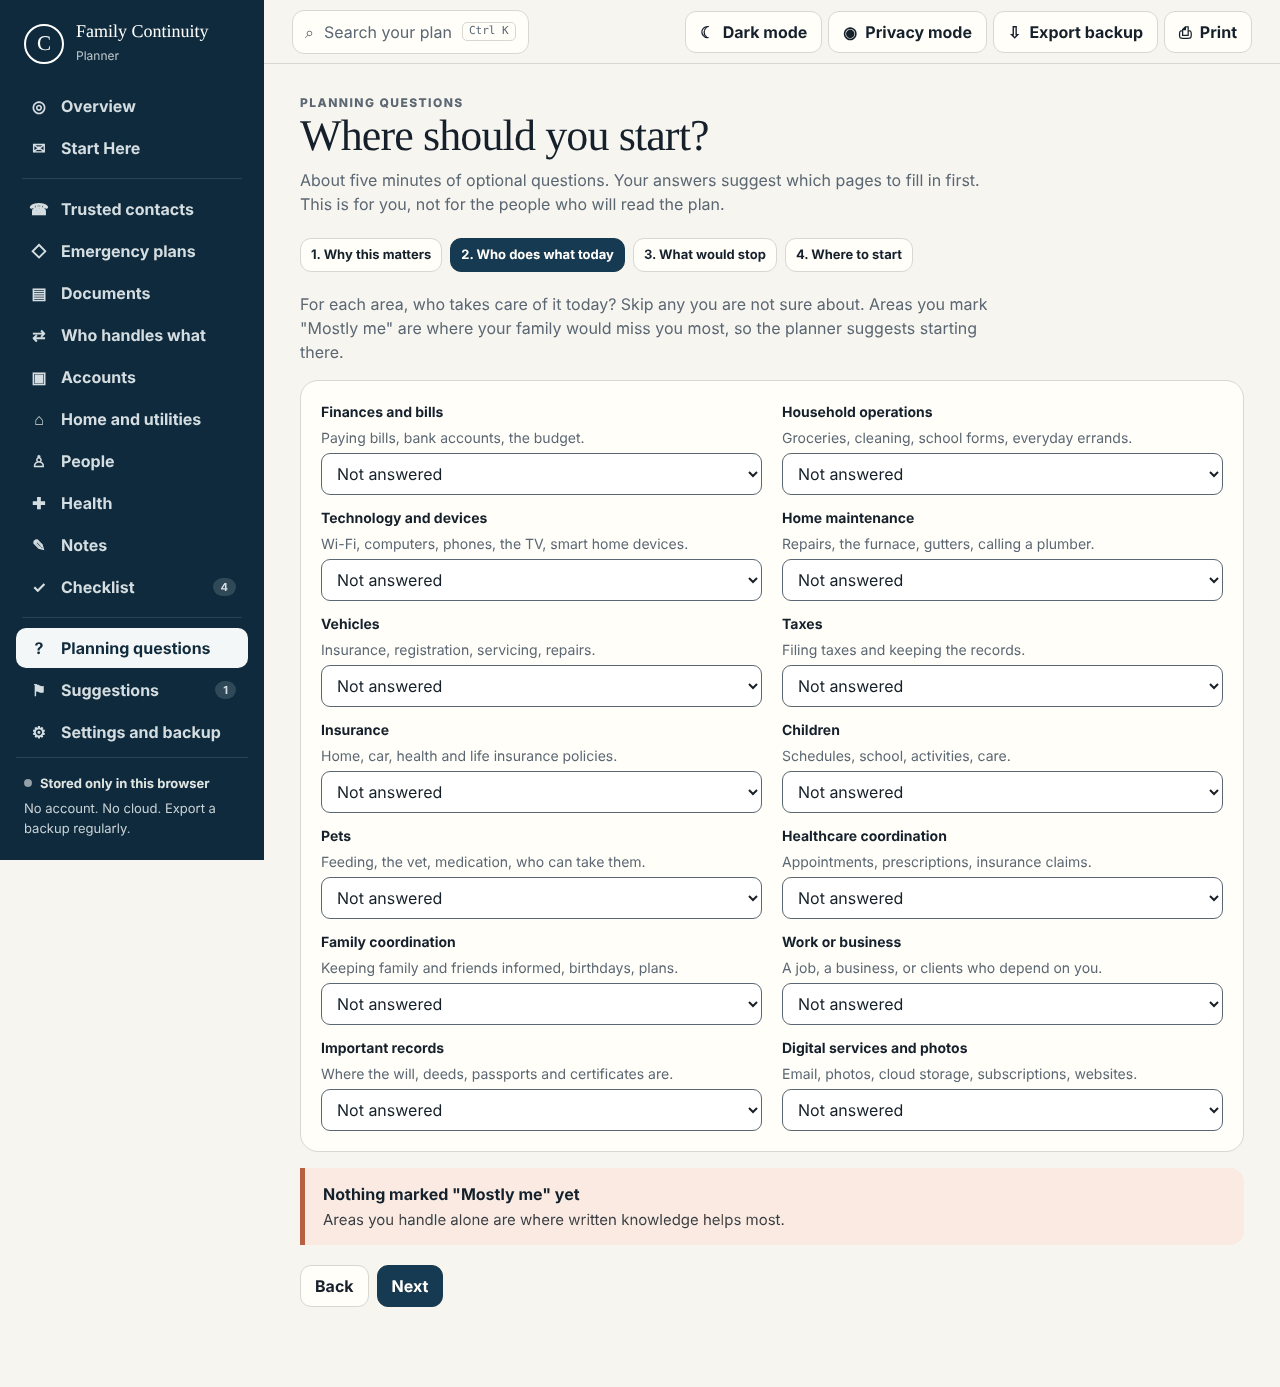 C
Family Continuity
Planner
Overview
Start Here
Trusted contacts
Emergency plans
Documents
Who handles what
Accounts
Home and utilities
People
Health
Notes
Checklist 4
? Planning questions
Suggestions 1
Settings and backup
Stored only in this browser
No account. No cloud. Export a
backup regularly.
Search your plan Ctrl K
Dark mode
Privacy mode
Export backup
Print
PLANNING QUESTIONS
Where should you start?
About five minutes of optional questions. Your answers suggest which pages to fill in first.
This is for you, not for the people who will read the plan.
1. Why this matters
2. Who does what today
3. What would stop
4. Where to start
For each area, who takes care of it today? Skip any you are not sure about. Areas you mark
"Mostly me" are where your family would miss you most, so the planner suggests starting
there.
Finances and bills
Paying bills, bank accounts, the budget.
Not answered
Household operations
Groceries, cleaning, school forms, everyday errands.
Not answered
Technology and devices
Wi-Fi, computers, phones, the TV, smart home devices.
Not answered
Home maintenance
Repairs, the furnace, gutters, calling a plumber.
Not answered
Vehicles
Insurance, registration, servicing, repairs.
Not answered
Taxes
Filing taxes and keeping the records.
Not answered
Insurance
Home, car, health and life insurance policies.
Not answered
Children
Schedules, school, activities, care.
Not answered
Pets
Feeding, the vet, medication, who can take them.
Not answered
Healthcare coordination
Appointments, prescriptions, insurance claims.
Not answered
Family coordination
Keeping family and friends informed, birthdays, plans.
Not answered
Work or business
A job, a business, or clients who depend on you.
Not answered
Important records
Where the will, deeds, passports and certificates are.
Not answered
Digital services and photos
Email, photos, cloud storage, subscriptions, websites.
Not answered
Nothing marked "Mostly me" yet
Areas you handle alone are where written knowledge helps most.
Back
Next